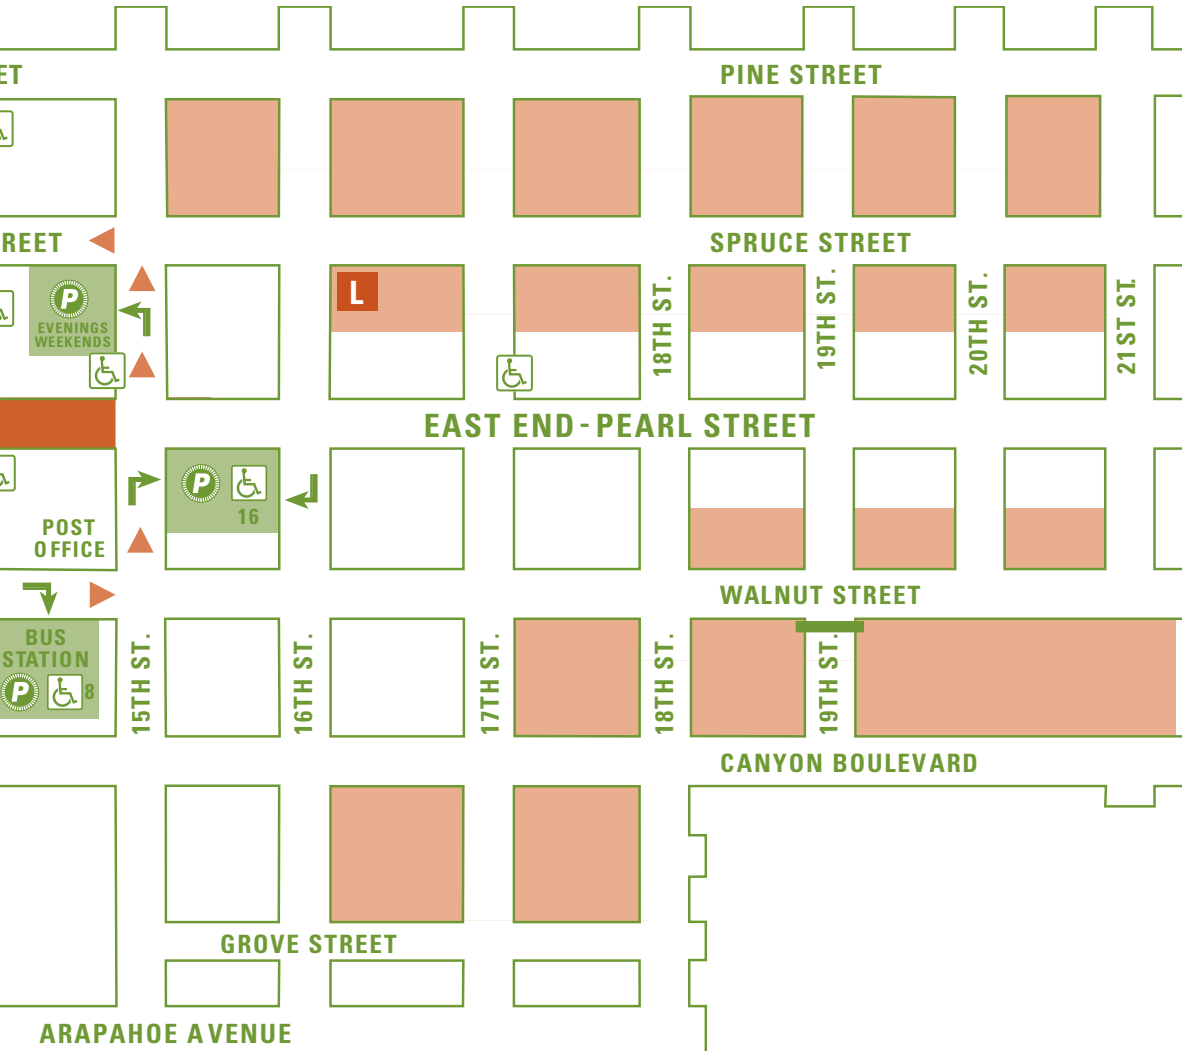 ET
PINE STREET
REET
SPRUCE STREET
P
EVENINGS
WEEKENDS
L
18TH ST.
19TH ST.
20TH ST.
21ST ST.
EAST END-PEARL STREET
P
16
POST
OFFICE
WALNUT STREET
BUS
STATION
P
8
15TH ST.
16TH ST.
17TH ST.
18TH ST.
19TH ST.
CANYON BOULEVARD
GROVE STREET
ARAPAHOE AVENUE